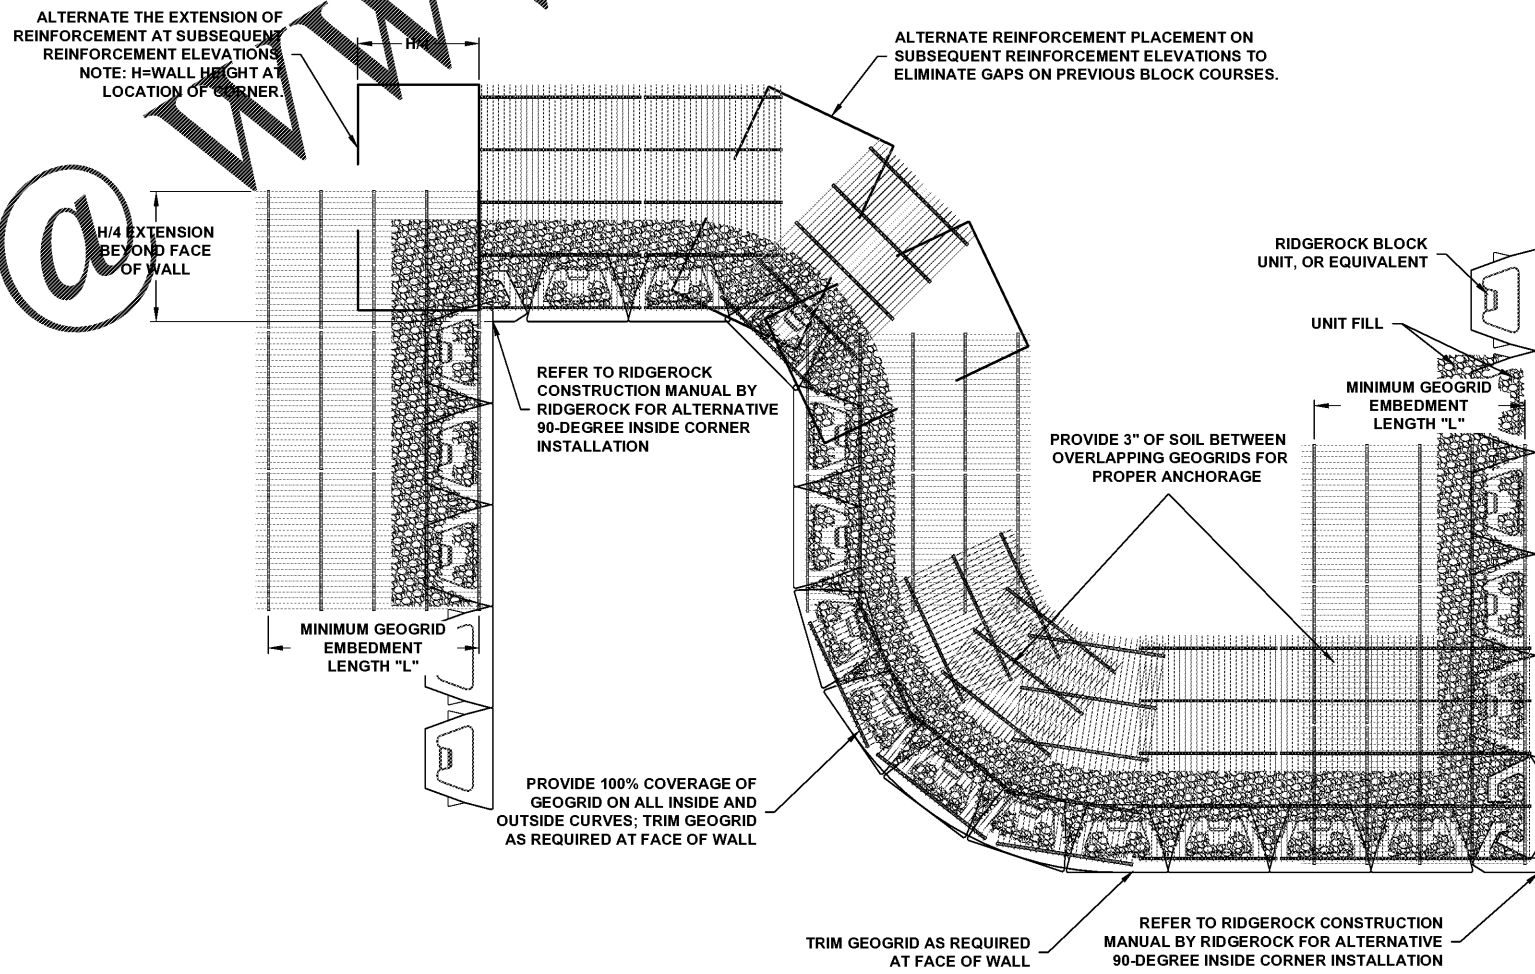 ALTERNATE THE EXTENSION OF
REINFORCEMENT AT SUBSEQUENT
REINFORCEMENT ELEVATIONS.
NOTE: H=WALL HEIGHT AT
LOCATION OF CORNER.
H/4
ALTERNATE REINFORCEMENT PLACEMENT ON
SUBSEQUENT REINFORCEMENT ELEVATIONS TO
ELIMINATE GAPS ON PREVIOUS BLOCK COURSES.
@ WW
H/4 EXTENSION
BEYOND FACE
OF WALL
RIDGEROCK BLOCK
UNIT, OR EQUIVALENT
UNIT FILL
REFER TO RIDGEROCK
CONSTRUCTION MANUAL BY
RIDGEROCK FOR ALTERNATIVE
90-DEGREE INSIDE CORNER
INSTALLATION
MINIMUM GEOGRID
EMBEDMENT
LENGTH "L"
PROVIDE 3" OF SOIL BETWEEN
OVERLAPPING GEOGRIDS FOR
PROPER ANCHORAGE
MINIMUM GEOGRID
EMBEDMENT
LENGTH "L"
PROVIDE 100% COVERAGE OF
GEOGRID ON ALL INSIDE AND
OUTSIDE CURVES; TRIM GEOGRID
AS REQUIRED AT FACE OF WALL
TRIM GEOGRID AS REQUIRED
AT FACE OF WALL
REFER TO RIDGEROCK CONSTRUCTION
MANUAL BY RIDGEROCK FOR ALTERNATIVE
90-DEGREE INSIDE CORNER INSTALLATION